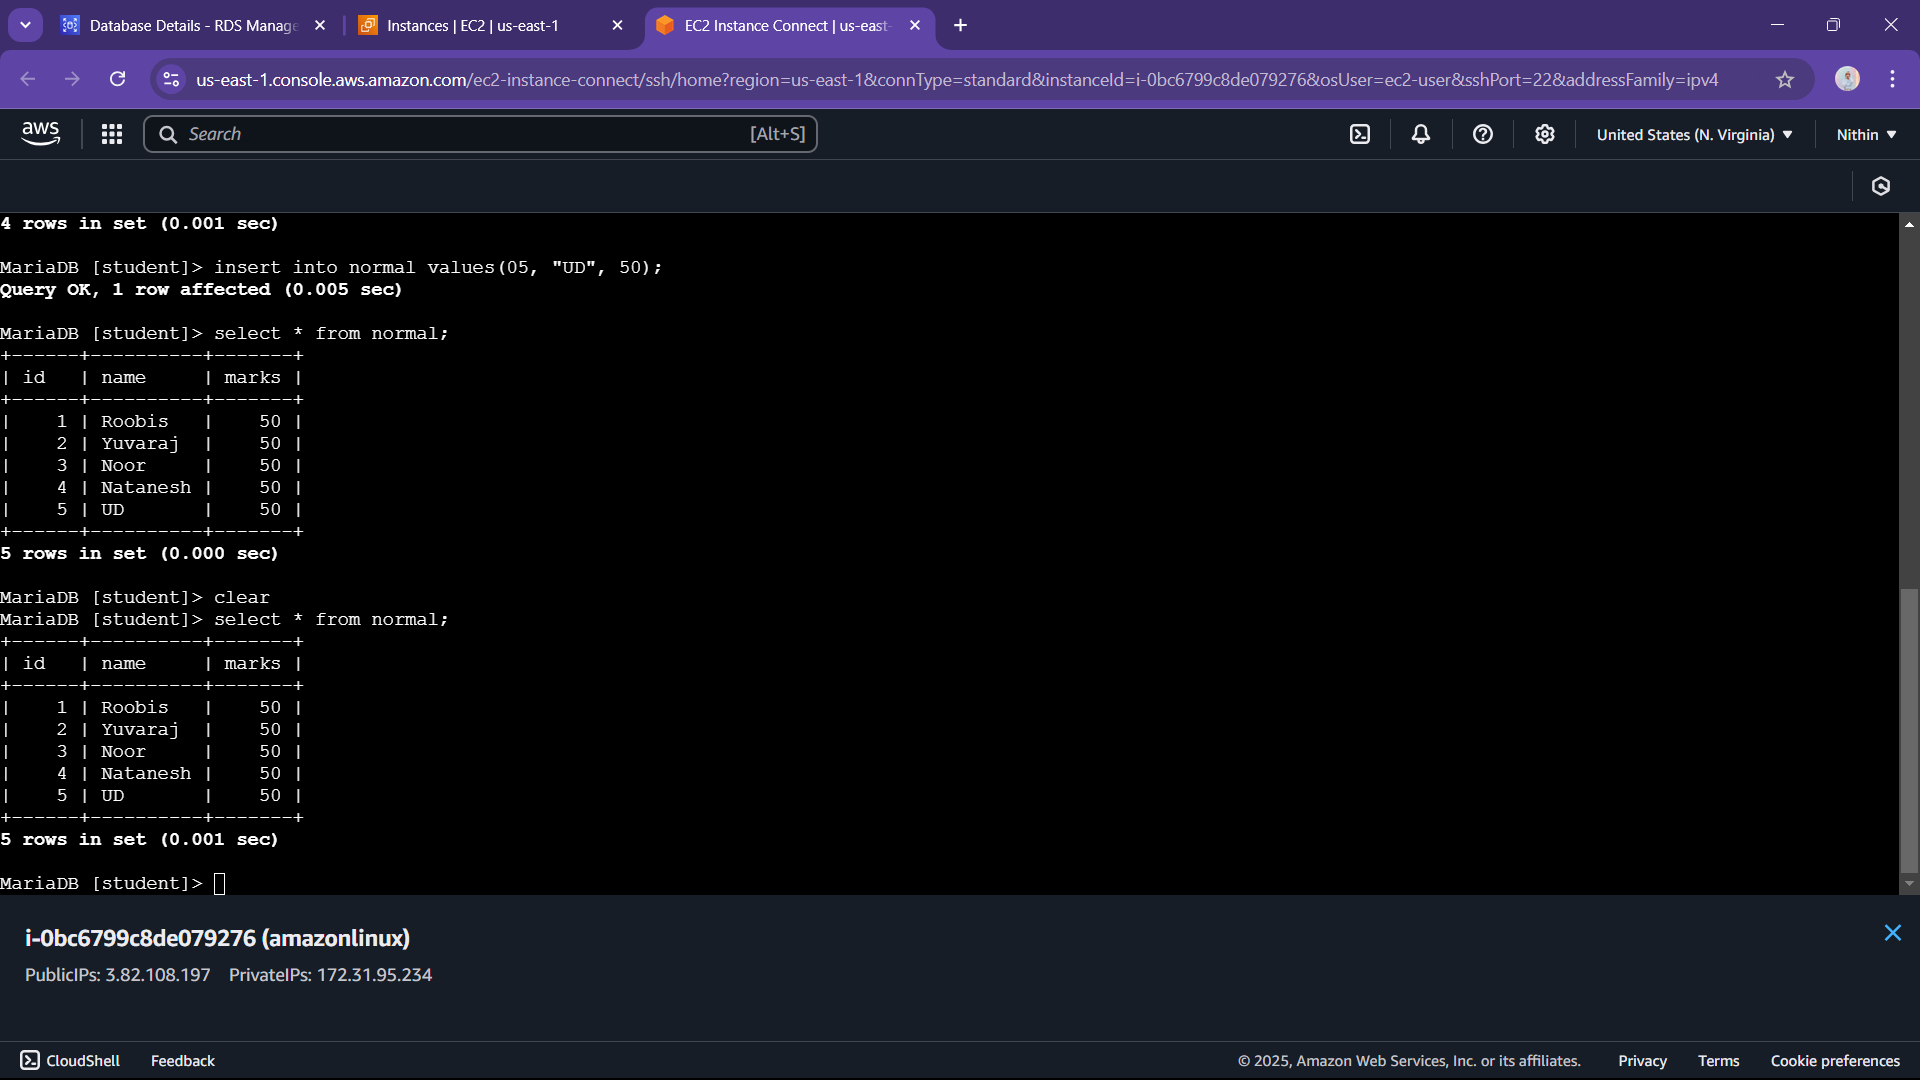 Database Details - RDS Manage
Instances | EC2 | us-east-1
EC2 Instance Connect | us-east-
us-east-1.console.aws.amazon.com/ec2-instance-connect/ssh/home?region=us-east-1&connType=standard&instanceId=i-0bc6799c8de079276&osUser=ec2-user&sshPort=22&addressFamily=ipv4
aws
Search
[Alt+S]
United States (N. Virginia)
Nithin
4 rows in set (0.001 sec)
MariaDB [student]> insert into normal values(05, "UD", 50);
Query OK, 1 row affected (0.005 sec)
MariaDB [student]> select * from normal;
+------+----------+-------+
| id   | name     | marks |
+------+----------+-------+
|    1 | Roobis   |    50 |
|    2 | Yuvaraj  |    50 |
|    3 | Noor     |    50 |
|    4 | Natanesh |    50 |
|    5 | UD       |    50 |
+------+----------+-------+
5 rows in set (0.000 sec)
MariaDB [student]> clear
MariaDB [student]> select * from normal;
+------+----------+-------+
| id   | name     | marks |
+------+----------+-------+
|    1 | Roobis   |    50 |
|    2 | Yuvaraj  |    50 |
|    3 | Noor     |    50 |
|    4 | Natanesh |    50 |
|    5 | UD       |    50 |
+------+----------+-------+
5 rows in set (0.001 sec)
MariaDB [student]>
i-0bc6799c8de079276 (amazonlinux)
PublicIPs: 3.82.108.197 PrivateIPs: 172.31.95.234
CloudShell
Feedback
© 2025, Amazon Web Services, Inc. or its affiliates.
Privacy
Terms
Cookie preferences